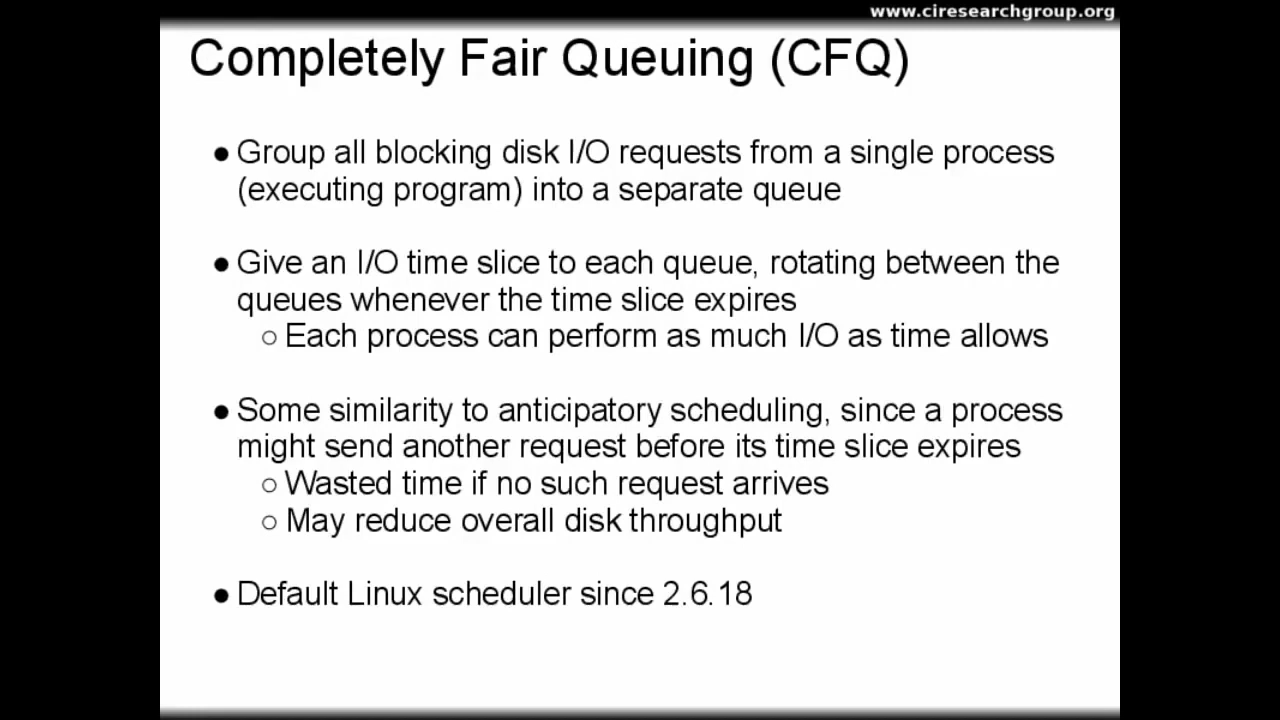 www.ciresearchgroup.org
Completely Fair Queuing (CFQ)
● Group all blocking disk I/O requests from a single process
(executing program) into a separate queue
● Give an I/O time slice to each queue, rotating between the
queues whenever the time slice expires
○ Each process can perform as much I/O as time allows
● Some similarity to anticipatory scheduling, since a process
might send another request before its time slice expires
○ Wasted time if no such request arrives
○ May reduce overall disk throughput
● Default Linux scheduler since 2.6.18